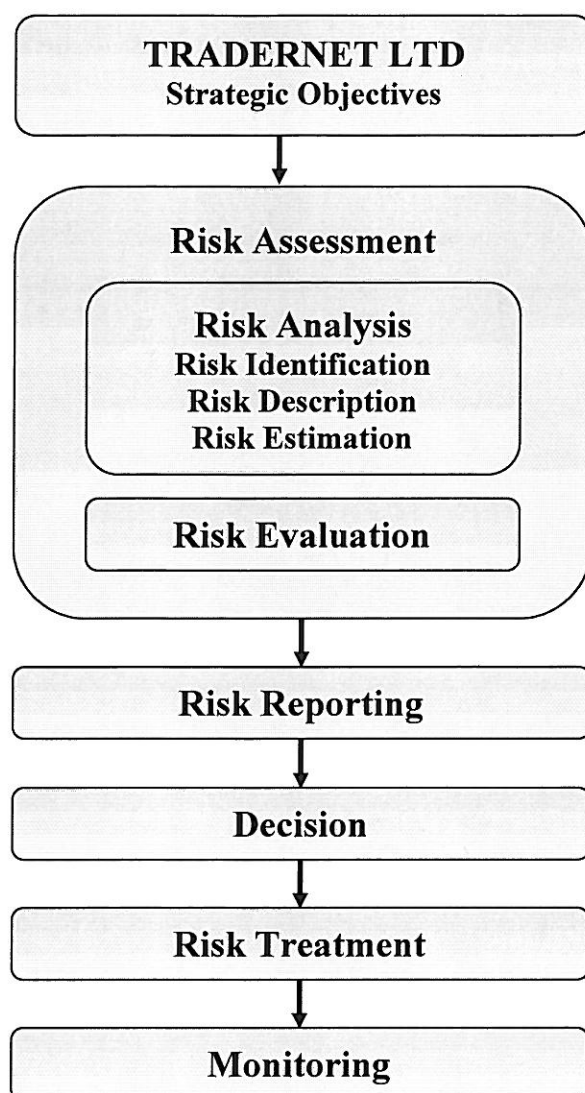 TRADERNET LTD
Strategic Objectives
Risk Assessment
Risk Analysis
Risk Identification
Risk Description
Risk Estimation
Risk Evaluation
Risk Reporting
Decision
Risk Treatment
Monitoring